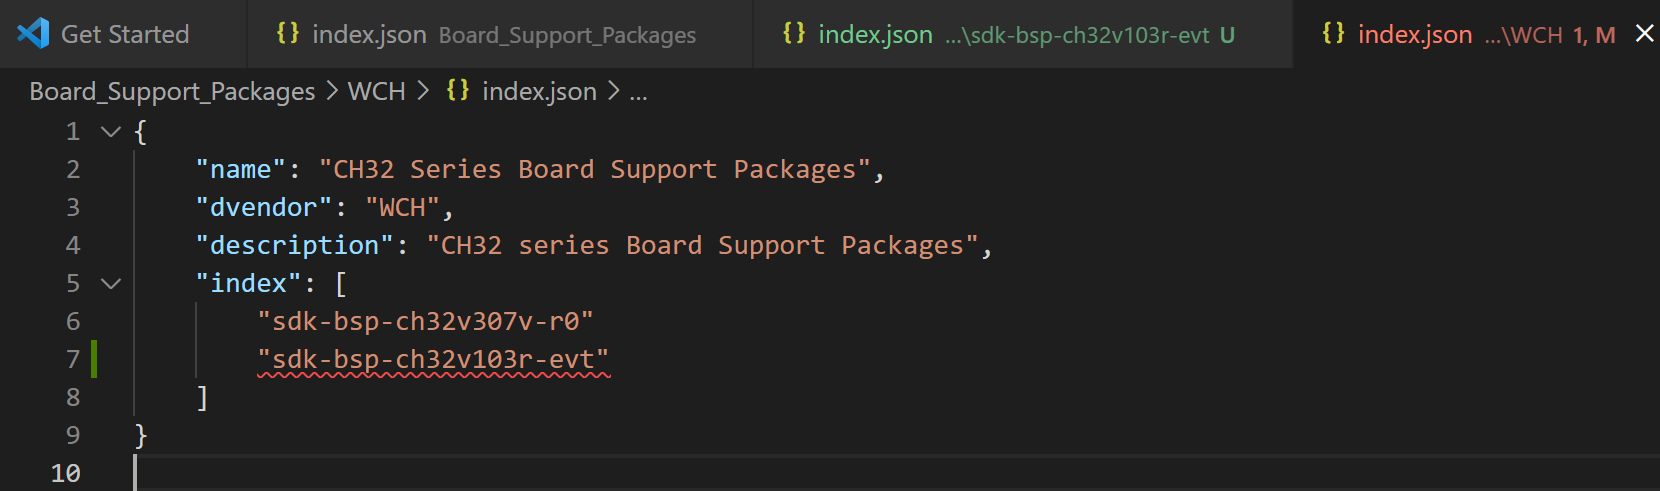 Get Started {} index.json Board_Support_Packages {} index.json ...\sdk-bsp-ch32v103r-evt U {} index.json ...\WCH 1, M
Board_Support_Packages > WCH > {} index.json > ...
1 {
2 "name": "CH32 Series Board Support Packages",
3 "dvendor": "WCH",
4 "description": "CH32 series Board Support Packages",
5 "index": [
6 "sdk-bsp-ch32v307v-r0"
7 "sdk-bsp-ch32v103r-evt"
8 ]
9 }
10